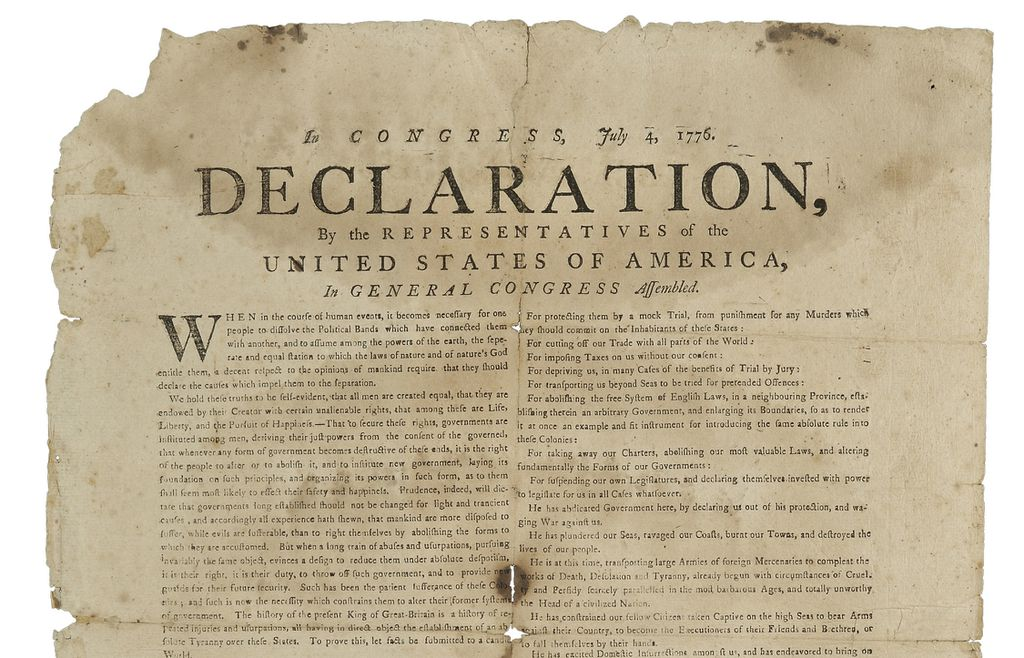 In CONGRESS, July 4, 1776.
DECLARATION,
By the REPRESENTATIVES of the
UNITED STATES OF AMERICA,
In GENERAL CONGRESS Aſſembled.
WHEN in the courſe of human events, it becomes neceſſary for one
people to diſſolve the Political Bands which have connected them
with another, and to aſſume among the powers of the earth, the ſepe-
rate and equal ſtation to which the laws of nature and of nature's God
entitle them, a decent reſpect to the opinions of mankind require that they ſhould
declare the cauſes which impel them to the ſeparation.
We hold theſe truths to be ſelf-evident, that all men are created equal, that they are
endowed by their Creator with certain unalienable rights, that among theſe are Life,
Liberty, and the Purſuit of Happineſs.—That to ſecure theſe rights, governments are
inſtituted among men, deriving their juſt powers from the conſent of the governed,
that whenever any form of government becomes deſtructive of theſe ends, it is the right
of the people to alter or to aboliſh it, and to inſtitute new government, laying its
foundation on ſuch principles, and organizing its powers in ſuch form, as to them
ſhall ſeem moſt likely to effect their ſafety and happineſs. Prudence, indeed, will dic-
tate that governments long eſtabliſhed ſhould not be changed for light and trancient
cauſes, and accordingly all experience hath ſhewn, that mankind are more diſpoſed to
ſuffer, while evils are ſufferable, than to right themſelves by aboliſhing the forms to
which they are accuſtomed. But when a long train of abuſes and uſurpations, purſuing
invariably the ſame object, evinces a deſign to reduce them under abſolute deſpotiſm,
it is their right, it is their duty, to throw off ſuch government, and to provide new
guards for their future ſecurity. Such has been the patient ſufferance of theſe Colo-
nies; and ſuch is now the neceſſity which conſtrains them to alter their former ſyſtems
of government. The hiſtory of the preſent King of Great-Britain is a hiſtory of re-
peated injuries and uſurpations, all having in direct object the eſtabliſhment of an ab
ſolute Tyranny over theſe States. To prove this, let facts be ſubmitted to a candid
World.
For protecting them by a mock Trial, from puniſhment for any Murders which
they ſhould commit on the Inhabitants of theſe States:
For cutting off our Trade with all parts of the World:
For impoſing Taxes on us without our conſent:
For depriving us, in many Caſes of the benefits of Trial by Jury:
For tranſporting us beyond Seas to be tried for pretended Offences:
For aboliſhing the free Syſtem of Engliſh Laws, in a neighbouring Province, eſta-
bliſhing therein an arbitrary Government, and enlarging its Boundaries, ſo as to render
it at once an example and fit inſtrument for introducing the ſame abſolute rule into
theſe Colonies:
For taking away our Charters, aboliſhing our moſt valuable Laws, and altering
fundamentally the Forms of our Governments:
For ſuſpending our own Legiſlatures, and declaring themſelves inveſted with power
to legiſlate for us in all Caſes whatſoever.
He has abdicated Government here, by declaring us out of his protection, and wa-
ging War againſt us.
He has plundered our Seas, ravaged our Coaſts, burnt our Towns, and deſtroyed the
lives of our people.
He is at this time, tranſporting large Armies of foreign Mercenaries to compleat the
works of Death, Deſolation and Tyranny, already begun with circumſtances of Cruel-
ty and Perfidy ſcarcely paralleled in the moſt barbarous Ages, and totally unworthy
the Head of a civilized Nation.
He has conſtrained our fellow Citizens taken Captive on the high Seas to bear Arms
againſt their Country, to become the Executioners of their Friends and Brethren, or
to fall themſelves by their hands.
He has excited Domeſtic Inſurrections amongſt us, and has endeavored to bring on